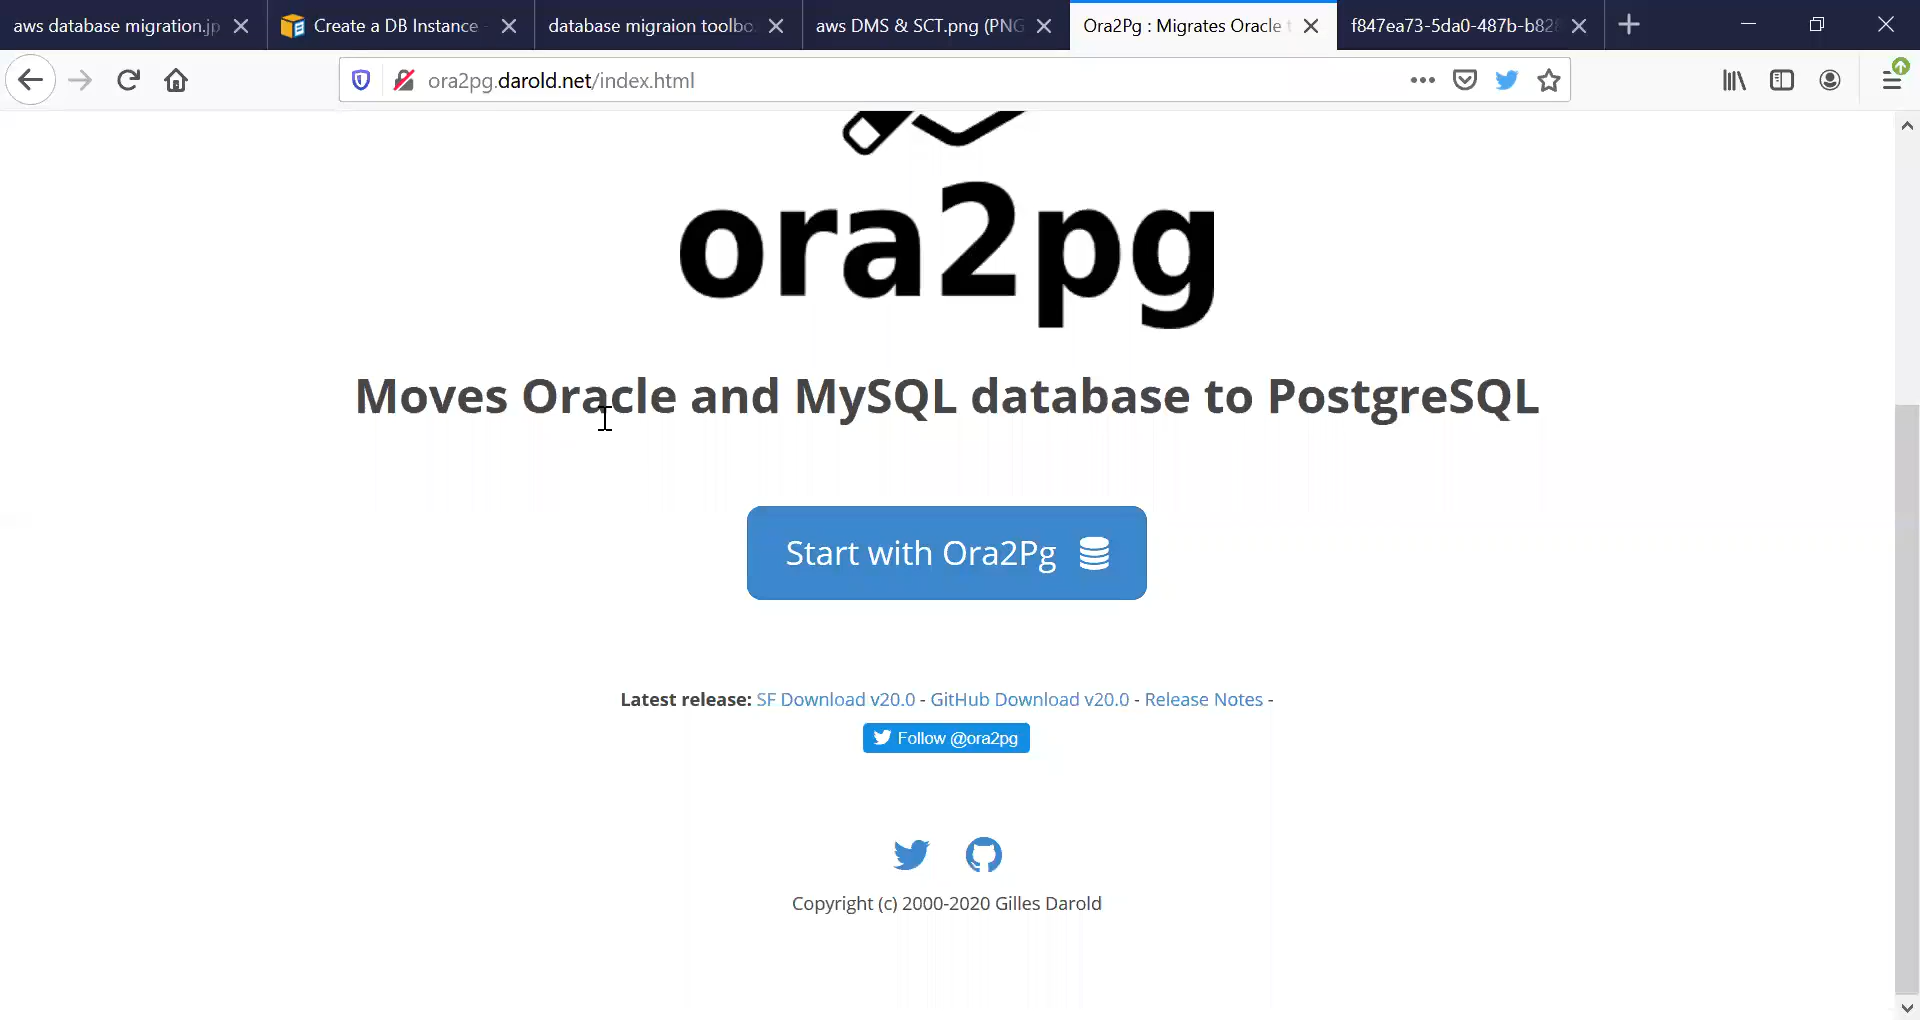 aws database migration.jp
Create a DB Instance
database migraion toolbo
aws DMS & SCT.png (PNG
Ora2Pg : Migrates Oracle t
f847ea73-5da0-487b-b828
ora2pg.darold.net/index.html
ora2pg
Moves Oracle and MySQL database to PostgreSQL
Start with Ora2Pg
Latest release: SF Download v20.0 - GitHub Download v20.0 - Release Notes -
Follow @ora2pg
Copyright (c) 2000-2020 Gilles Darold